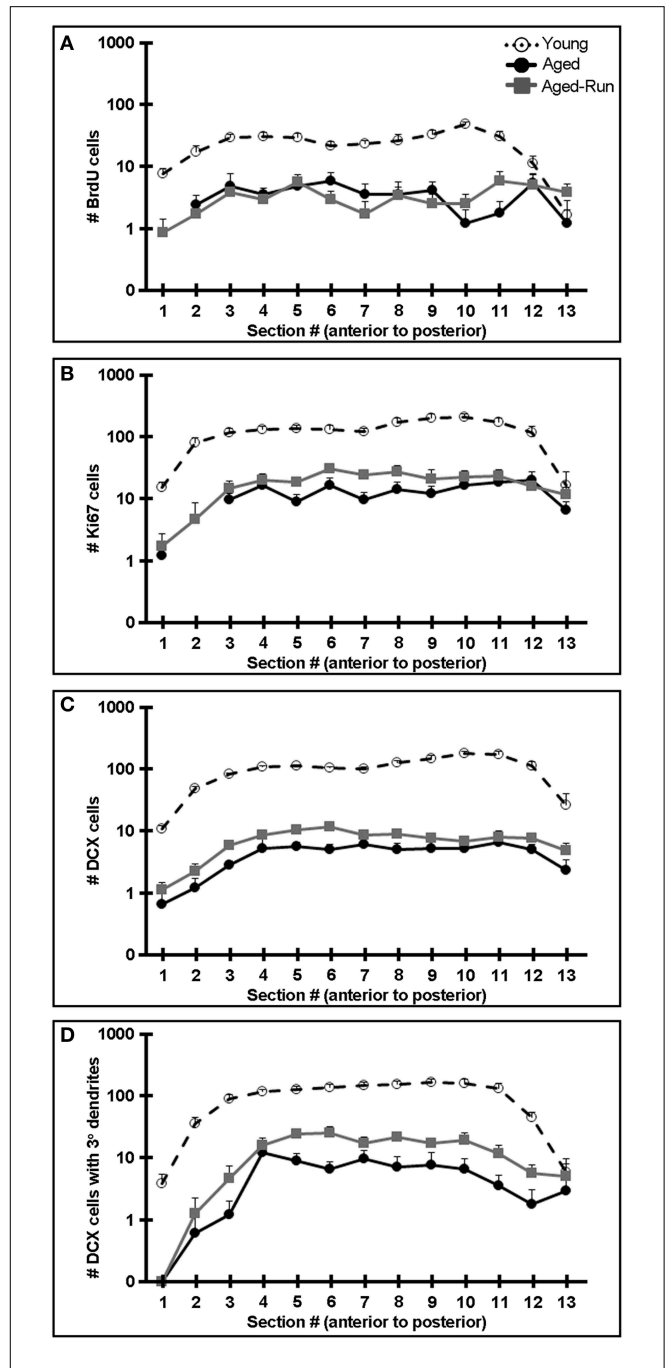 A
Young
Aged
Aged-Run
1000
100
10
1
0
# BrdU cells
1 2 3 4 5 6 7 8 9 10 11 12 13
Section # (anterior to posterior)
B
1000
100
10
1
0
# Ki67 cells
1 2 3 4 5 6 7 8 9 10 11 12 13
Section # (anterior to posterior)
C
1000
100
10
1
0
# DCX cells
1 2 3 4 5 6 7 8 9 10 11 12 13
Section # (anterior to posterior)
D
1000
100
10
1
0
# DCX cells with 3° dendrites
1 2 3 4 5 6 7 8 9 10 11 12 13
Section # (anterior to posterior)